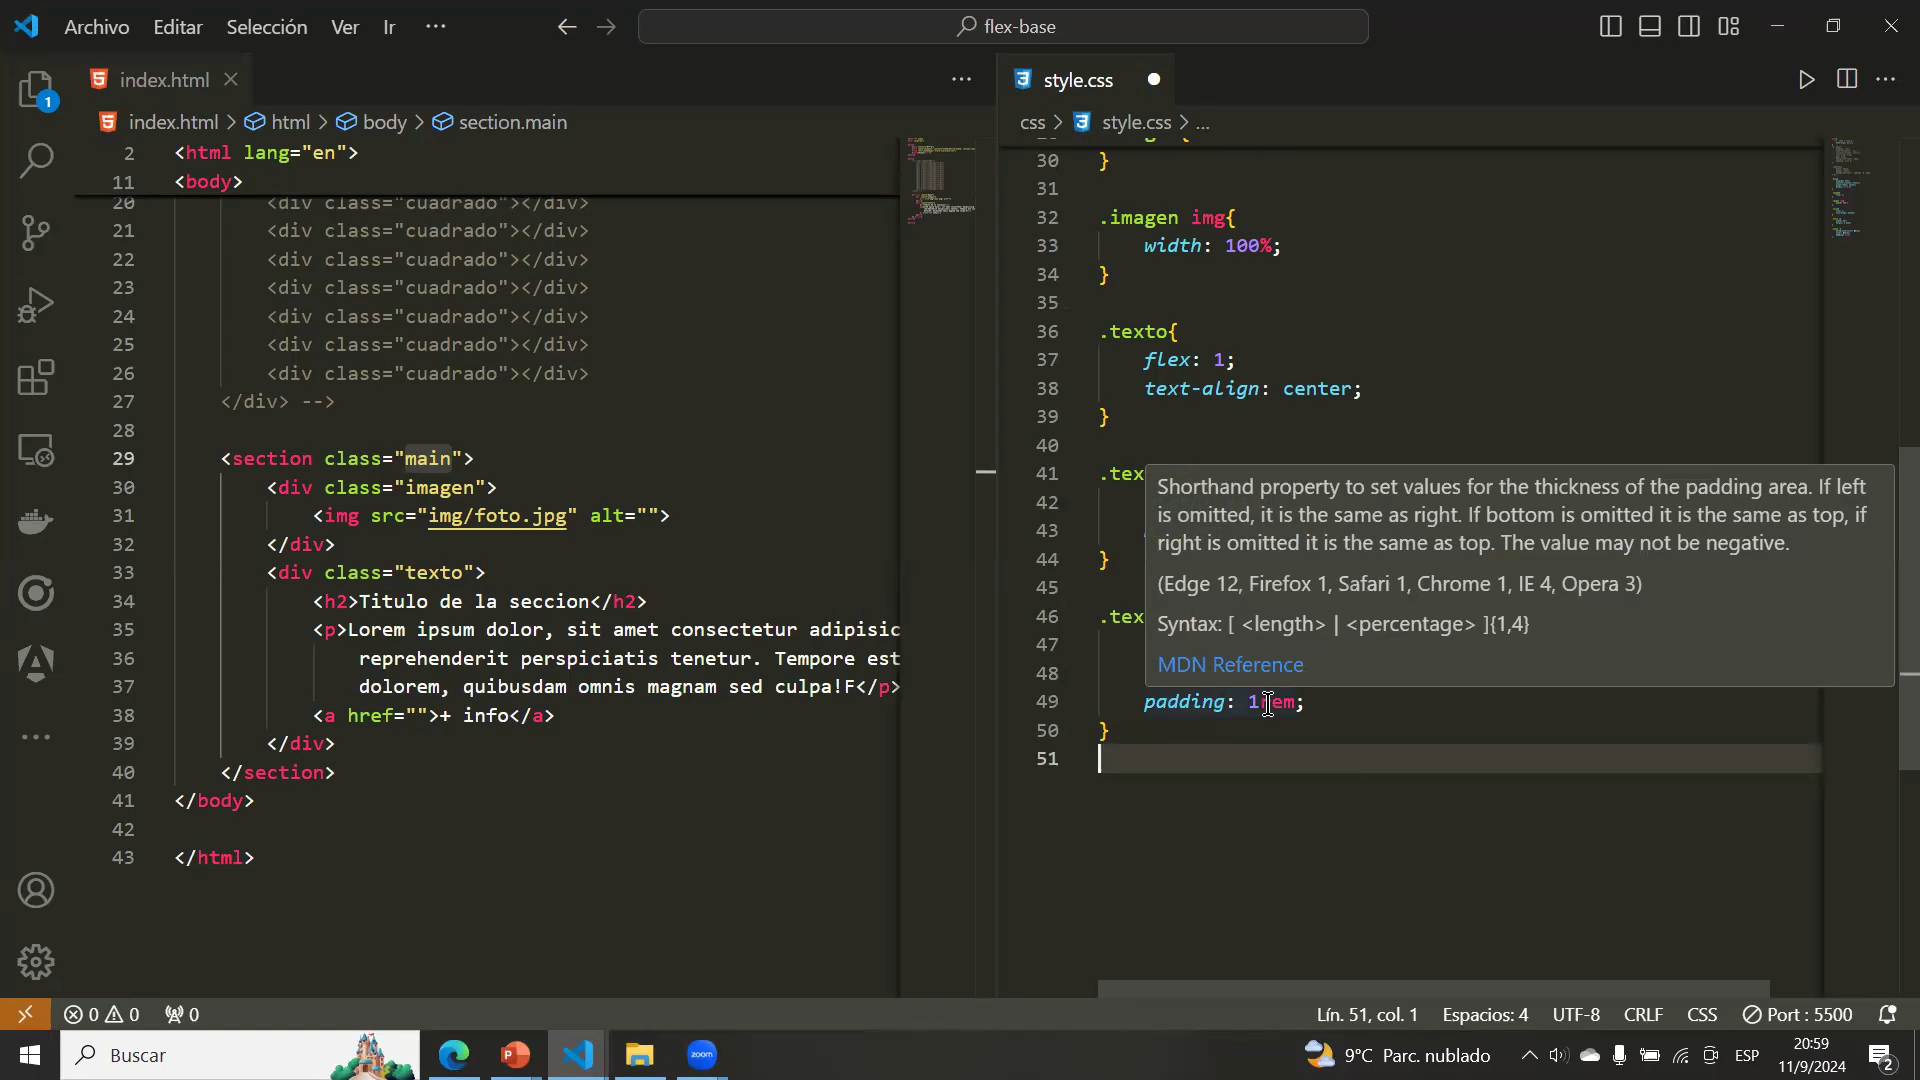 Archivo Editar Selección Ver Ir ··· flex-base
index.html
style.css
index.html > html > body > section.main
css > style.css > ...
2 <html lang="en">
11 <body>
20 <div class="cuadrado"></div>
21 <div class="cuadrado"></div>
22 <div class="cuadrado"></div>
23 <div class="cuadrado"></div>
24 <div class="cuadrado"></div>
25 <div class="cuadrado"></div>
26 <div class="cuadrado"></div>
27 </div> -->
28
29 <section class="main">
30 <div class="imagen">
31 <img src="img/foto.jpg" alt="">
32 </div>
33 <div class="texto">
34 <h2>Titulo de la seccion</h2>
35 <p>Lorem ipsum dolor, sit amet consectetur adipisic
36 reprehenderit perspiciatis tenetur. Tempore est
37 dolorem, quibusdam omnis magnam sed culpa!F</p>
38 <a href="">+ info</a>
39 </div>
40 </section>
41 </body>
42
43 </html>
30 }
31
32 .imagen img{
33 width: 100%;
34 }
35
36 .texto{
37 flex: 1;
38 text-align: center;
39 }
40
41 .tex
42
43
44 }
45
46 .tex
47
48
49 padding: 1rem;
50 }
51
Shorthand property to set values for the thickness of the padding area. If left
is omitted, it is the same as right. If bottom is omitted it is the same as top, if
right is omitted it is the same as top. The value may not be negative.
(Edge 12, Firefox 1, Safari 1, Chrome 1, IE 4, Opera 3)
Syntax: [ <length> | <percentage> ]{1,4}
MDN Reference
1
0 0 0 Lín. 51, col. 1 Espacios: 4 UTF-8 CRLF CSS Port : 5500
Buscar
zoom
9°C Parc. nublado ESP
20:59
11/9/2024
2